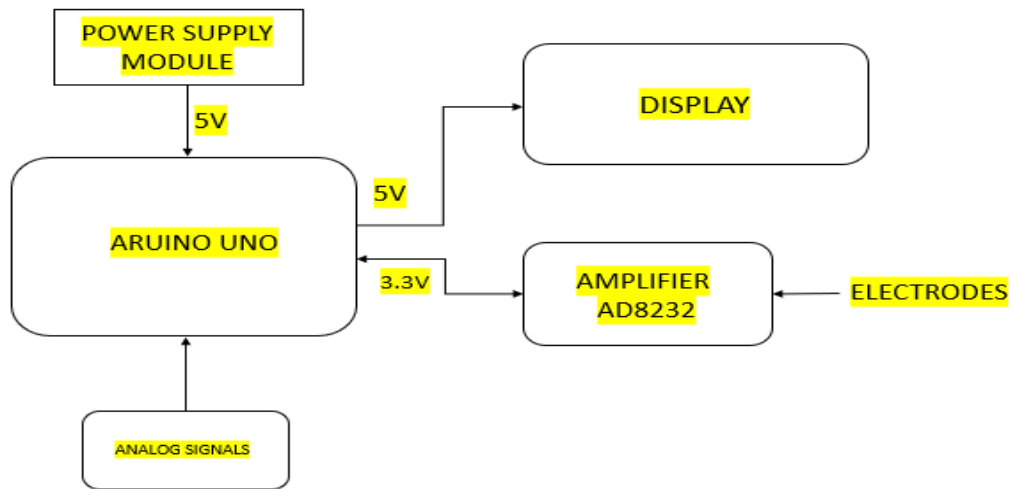 POWER SUPPLY
MODULE
5V
DISPLAY
5V
ARUINO UNO
3.3V
AMPLIFIER
AD8232
ELECTRODES
ANALOG SIGNALS